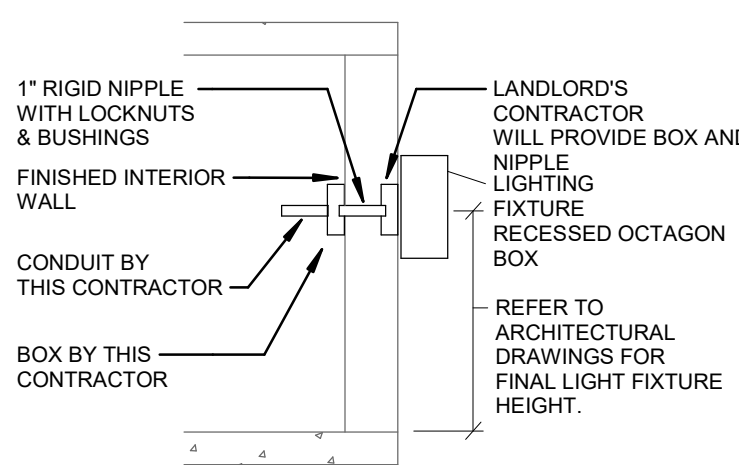 1" RIGID NIPPLE
WITH LOCKNUTS
& BUSHINGS
FINISHED INTERIOR
WALL
CONDUIT BY
THIS CONTRACTOR
BOX BY THIS
CONTRACTOR
LANDLORD'S
CONTRACTOR
WILL PROVIDE BOX AND
NIPPLE
LIGHTING
FIXTURE
RECESSED OCTAGON
BOX
REFER TO
ARCHITECTURAL
DRAWINGS FOR
FINAL LIGHT FIXTURE
HEIGHT.